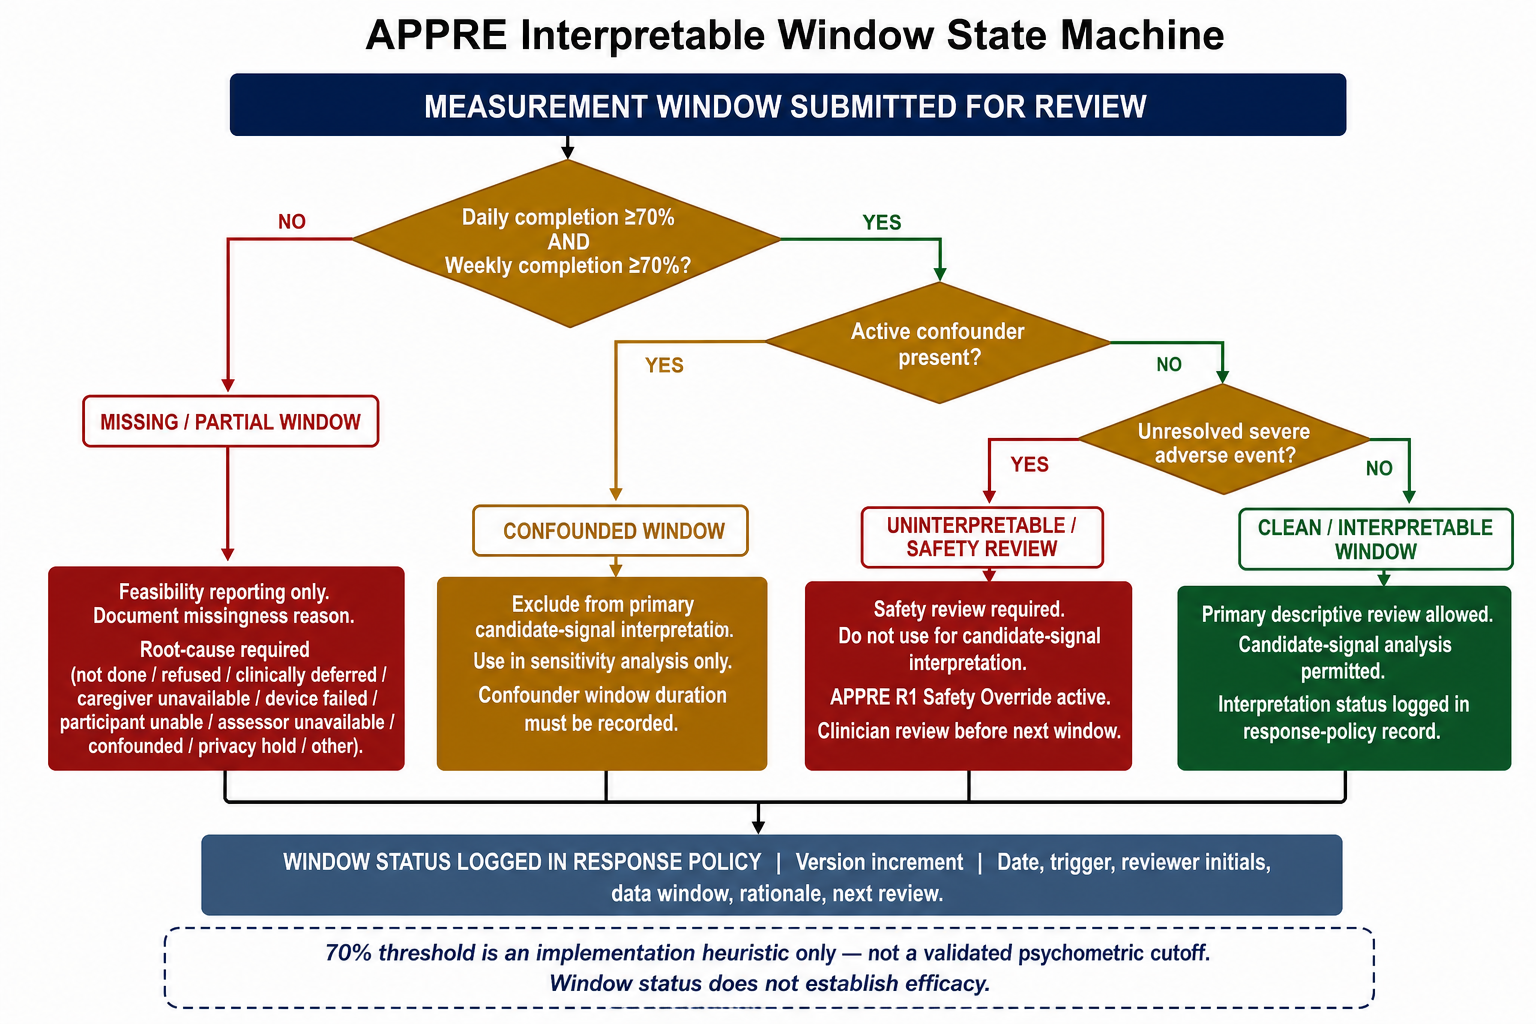 APPRE Interpretable Window State Machine
MEASUREMENT WINDOW SUBMITTED FOR REVIEW
Daily completion ≥70%
AND
Weekly completion ≥70%?
NO
YES
Active confounder
present?
YES
NO
Unresolved severe
adverse event?
YES
NO
MISSING / PARTIAL WINDOW
CONFOUNDED WINDOW
UNINTERPRETABLE /
SAFETY REVIEW
CLEAN / INTERPRETABLE
WINDOW
Feasibility reporting only.
Document missingness reason.
Root-cause required
(not done / refused / clinically deferred /
caregiver unavailable / device failed /
participant unable / assessor unavailable /
confounded / privacy hold / other).
Exclude from primary
candidate-signal interpretation.
Use in sensitivity analysis only.
Confounder window duration
must be recorded.
Safety review required.
Do not use for candidate-signal
interpretation.
APPRE R1 Safety Override active.
Clinician review before next window.
Primary descriptive review allowed.
Candidate-signal analysis
permitted.
Interpretation status logged in
response-policy record.
WINDOW STATUS LOGGED IN RESPONSE POLICY | Version increment | Date, trigger, reviewer initials,
data window, rationale, next review.
70% threshold is an implementation heuristic only — not a validated psychometric cutoff.
Window status does not establish efficacy.